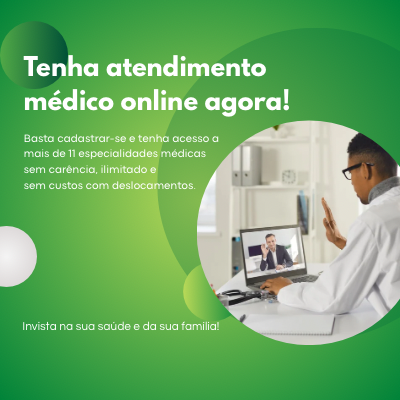 Tenha atendimento
médico online agora!
Basta cadastrar-se e tenha acesso a
mais de 11 especialidades médicas
sem carência, ilimitado e
sem custos com deslocamentos.
Invista na sua saúde e da sua família!